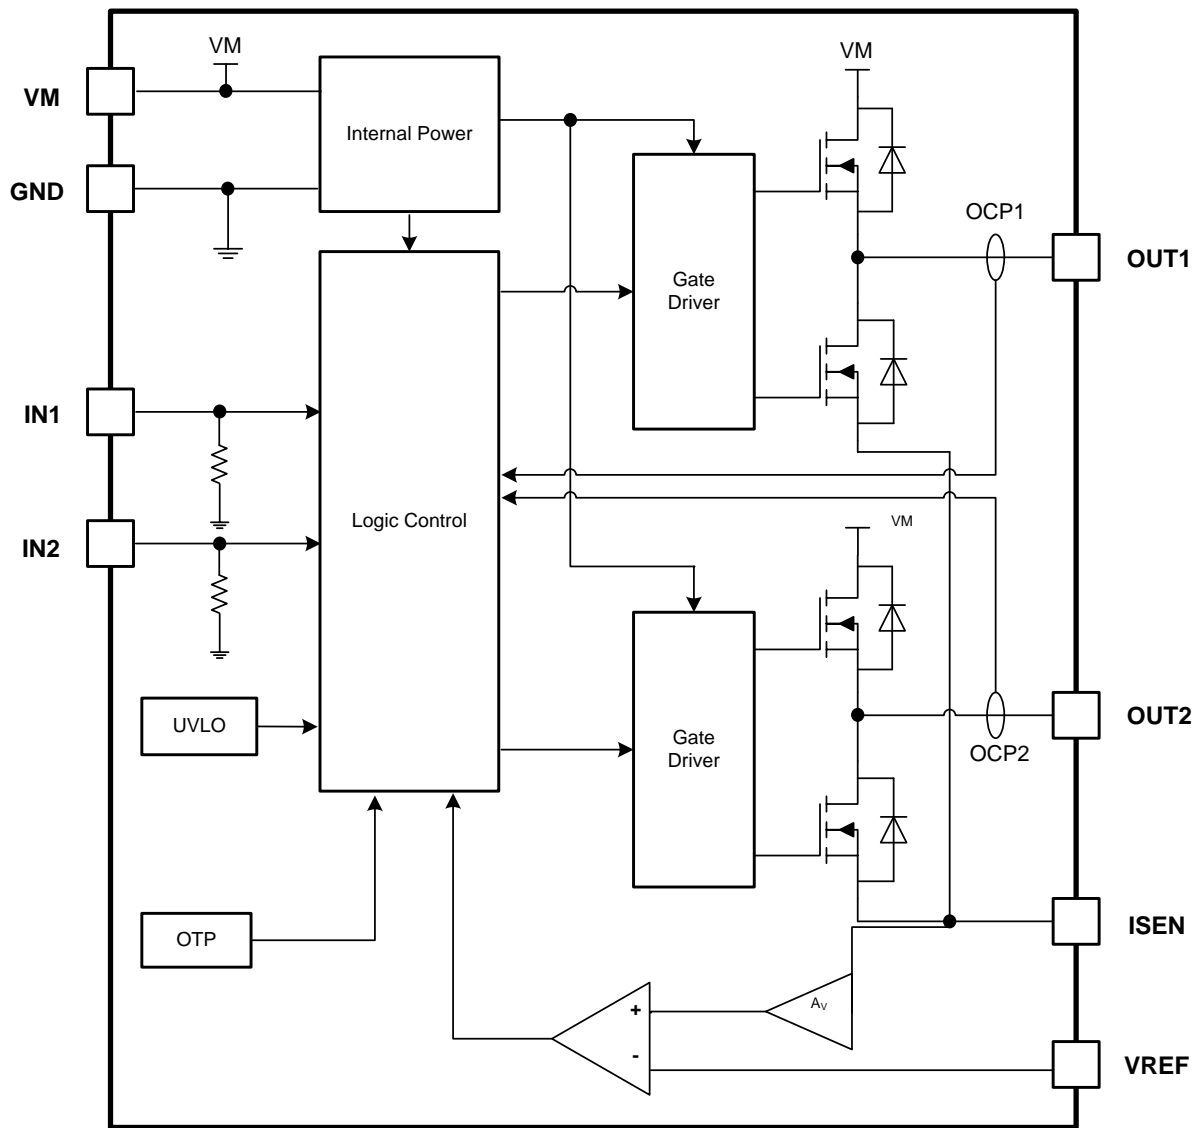 VM
VM
VM
Internal Power
GND
OCP1
OUT1
Gate
Driver
IN1
Logic Control
VM
IN2
UVLO
OUT2
Gate
Driver
OCP2
OTP
ISEN
AV
+
-
VREF